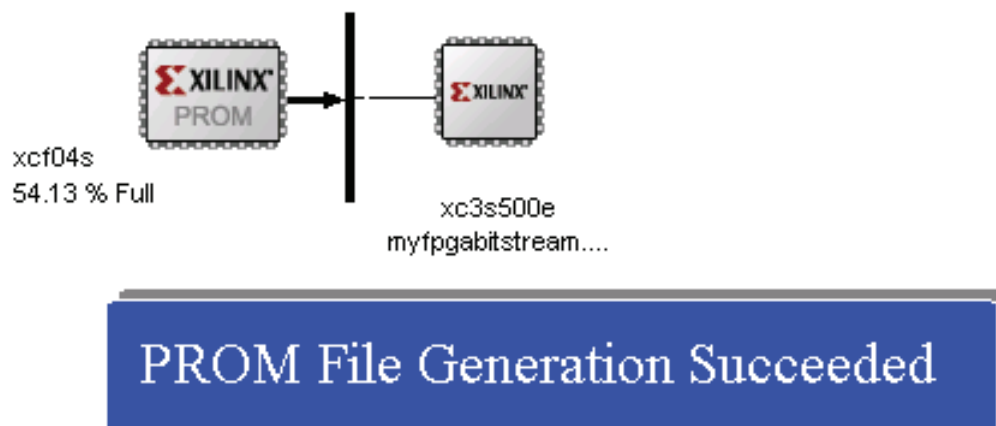 XILINX
PROM
XILINX
xcf04s
54.13 % Full
xc3s500e
myfpgabitstream....
PROM File Generation Succeeded